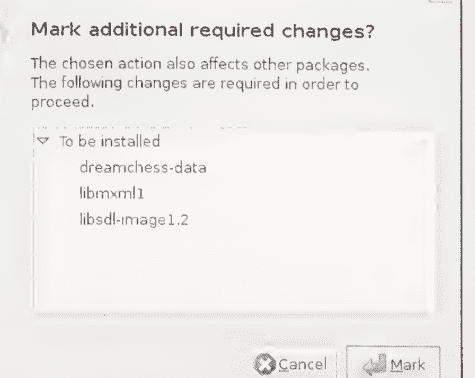 Mark additional required changes?
The chosen action also affects other packages.
The following changes are required in order to
proceed.
To be installed
dreamchess-data
libmxml1
libsdl-image1.2
Cancel
Mark